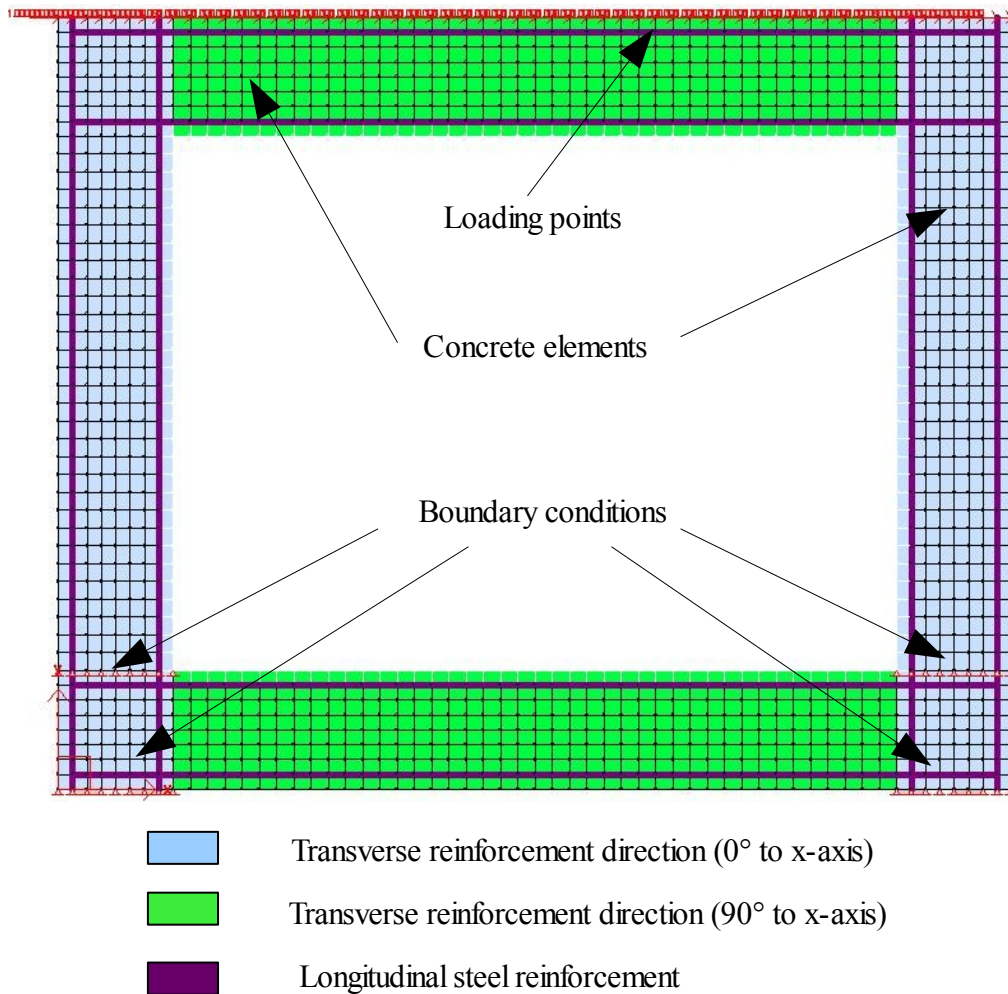 Loading points
Concrete elements
Boundary conditions
Transverse reinforcement direction (0° to x-axis)
Transverse reinforcement direction (90° to x-axis)
Longitudinal steel reinforcement